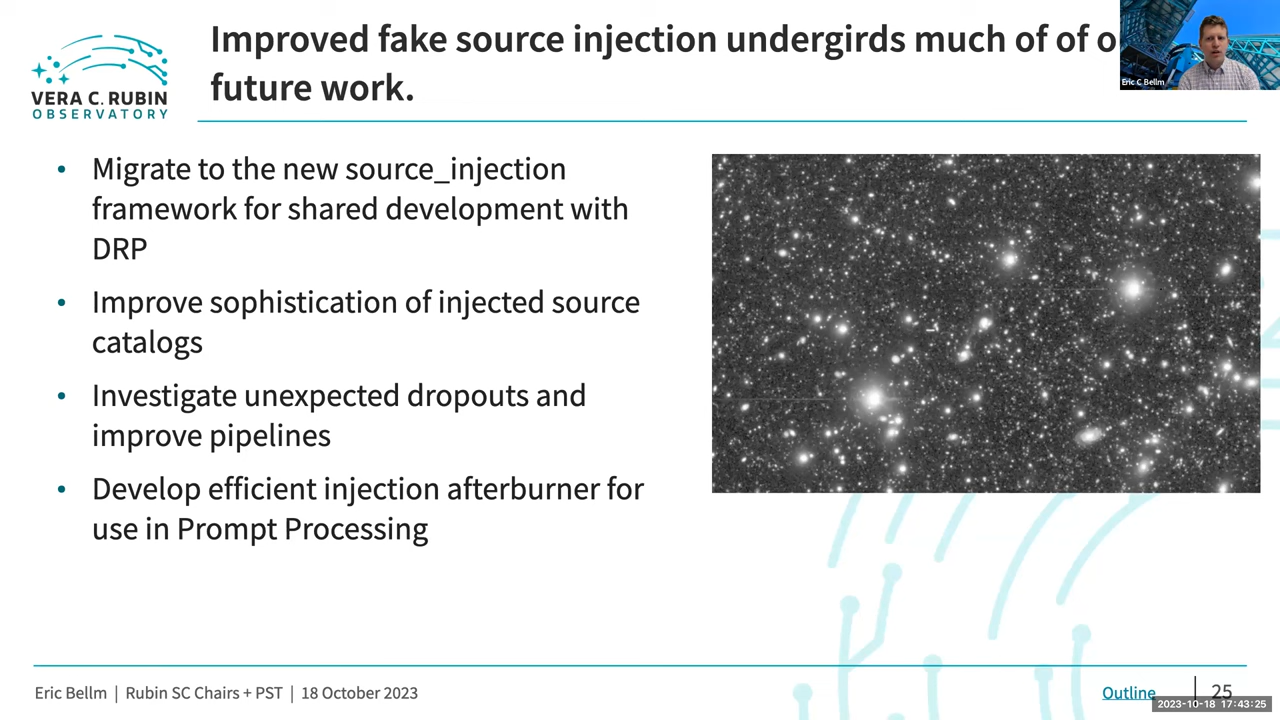 Improved fake source injection undergirds much of of o
future work.
Eric C Bellm
VERA C. RUBIN
OBSERVATORY
• Migrate to the new source_injection
framework for shared development with
DRP
• Improve sophistication of injected source
catalogs
• Investigate unexpected dropouts and
improve pipelines
• Develop efficient injection afterburner for
use in Prompt Processing
Eric Bellm | Rubin SC Chairs + PST | 18 October 2023
Outline | 25
2023-10-18 17:43:25